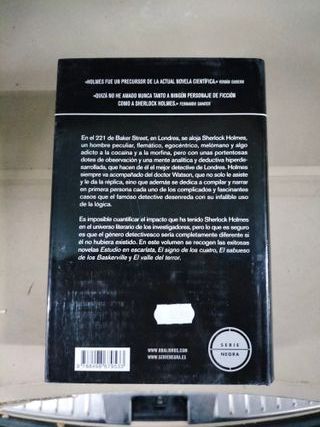 «HOLMES FUE UN PRECURSOR DE LA ACTUAL NOVELA CIENTÍFICA.»
«QUIZÁ NO HE AMADO NUNCA TANTO A NINGÚN PERSONAJE DE FICCIÓN
COMO A SHERLOCK HOLMES.» FERNANDO SAVATER
En el 221 de Baker Street, en Londres, se aloja Sherlock Holmes,
un hombre peculiar, flemático, egocéntrico, melómano y algo
adicto a la cocaína y a la morfina, pero con unas portentosas
dotes de observación y una mente analítica y deductiva hiperde-
sarrollada, que hacen de él el mejor detective de Londres. Holmes
siempre va acompañado del doctor Watson, que no solo le asiste
y le da la réplica, sino que además se dedica a compilar y narrar
en primera persona cada uno de los complicados y apasionantes
casos que el famoso detective desenreda con su infalible uso
de la lógica.
Es imposible cuantificar el impacto que ha tenido Sherlock Holmes
en el universo literario de los investigadores, pero lo que es seguro
es que el género detectivesco sería completamente diferente si
él no hubiera existido. En este volumen se recogen las exitosas
novelas Estudio en escarlata, El signo de los cuatro, El sabueso
de los Baskerville y El valle del terror.
WWW.RBALIBROS.COM
WWW.SERIENEGRA.ES
SERIE
NEGRA